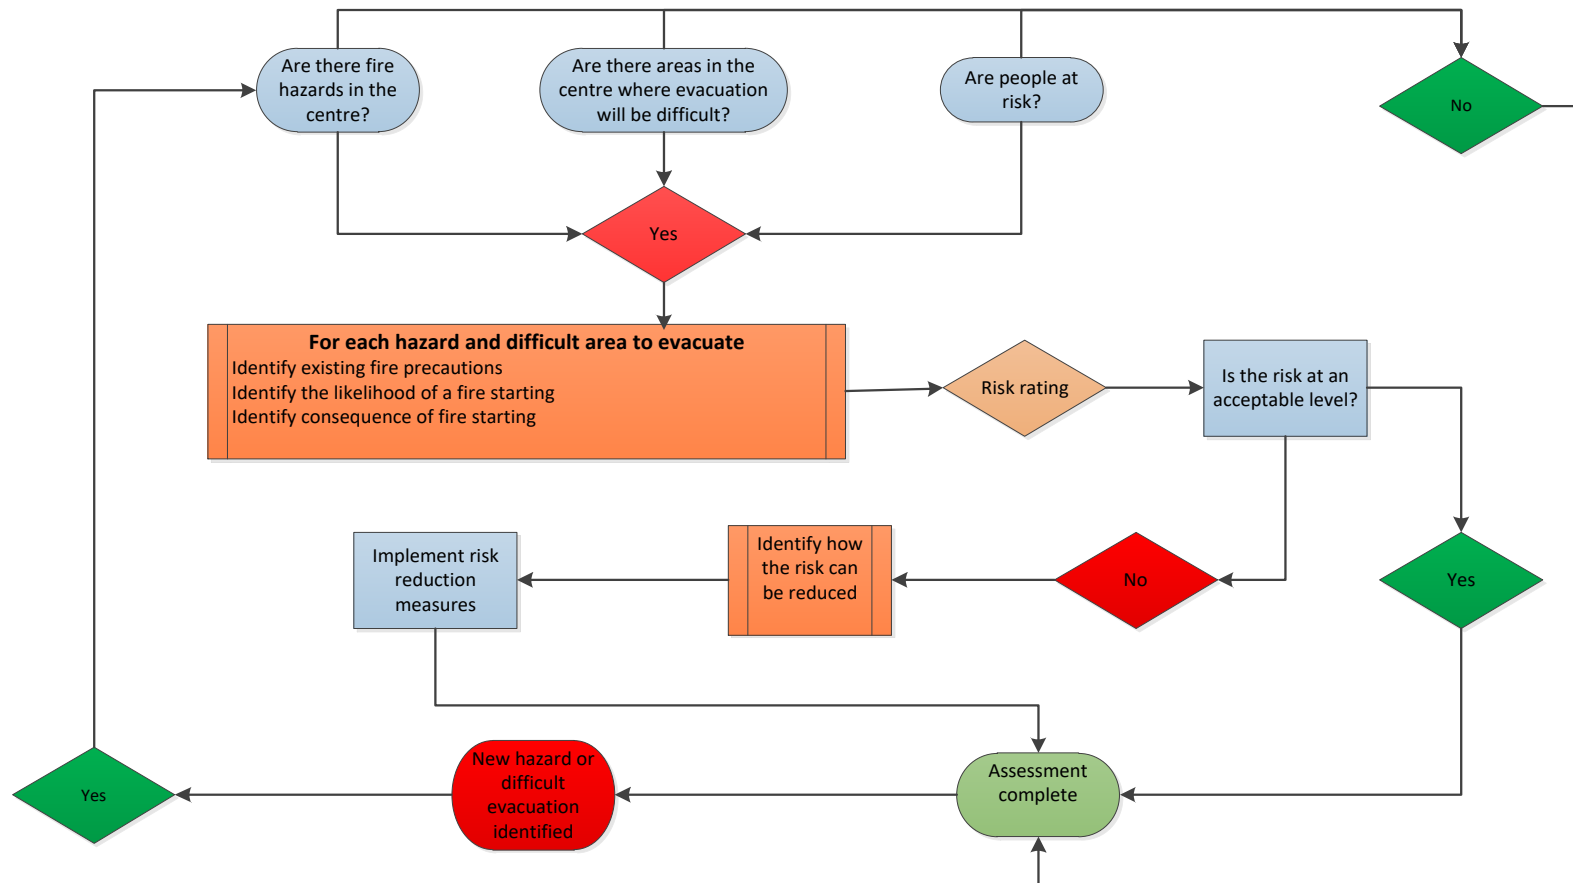 Are there fire
hazards in the
centre?
Are there areas in the
centre where evacuation
will be difficult?
Are people at
risk?
No
Yes
For each hazard and difficult area to evacuate
Identify existing fire precautions
Identify the likelihood of a fire starting
Identify consequence of fire starting
Risk rating
Is the risk at an
acceptable level?
Implement risk
reduction
measures
Identify how
the risk can
be reduced
No
Yes
Yes
New hazard or
difficult
evacuation
identified
Assessment
complete